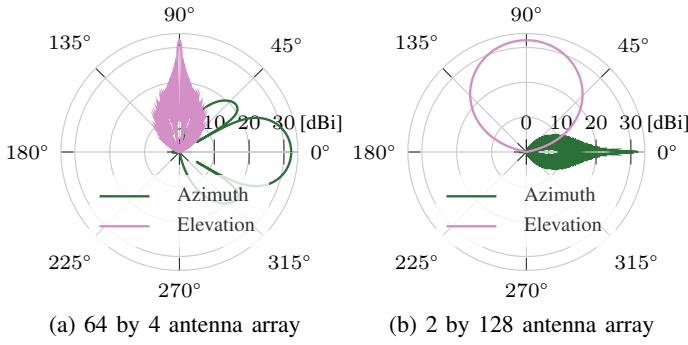 90° 90°
135° 45° 135° 45°
10 20 30 [dBi] 0 10 20 30 [dBi]
180° 0° 180° 0°
Azimuth Azimuth
Elevation Elevation
225° 315° 225° 315°
270° 270°
(a) 64 by 4 antenna array (b) 2 by 128 antenna array